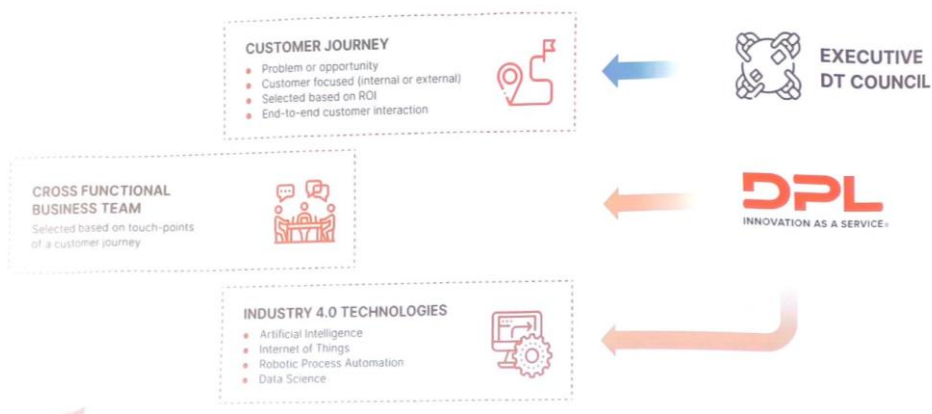 CUSTOMER JOURNEY
Problem or opportunity
Customer focused (internal or external)
Selected based on ROI
End-to-end customer interaction
EXECUTIVE
DT COUNCIL
CROSS FUNCTIONAL
BUSINESS TEAM
Selected based on touch-points
of a customer journey
DPL
INNOVATION AS A SERVICE
INDUSTRY 4.0 TECHNOLOGIES
Artificial Intelligence
Internet of Things
Robotic Process Automation
Data Science